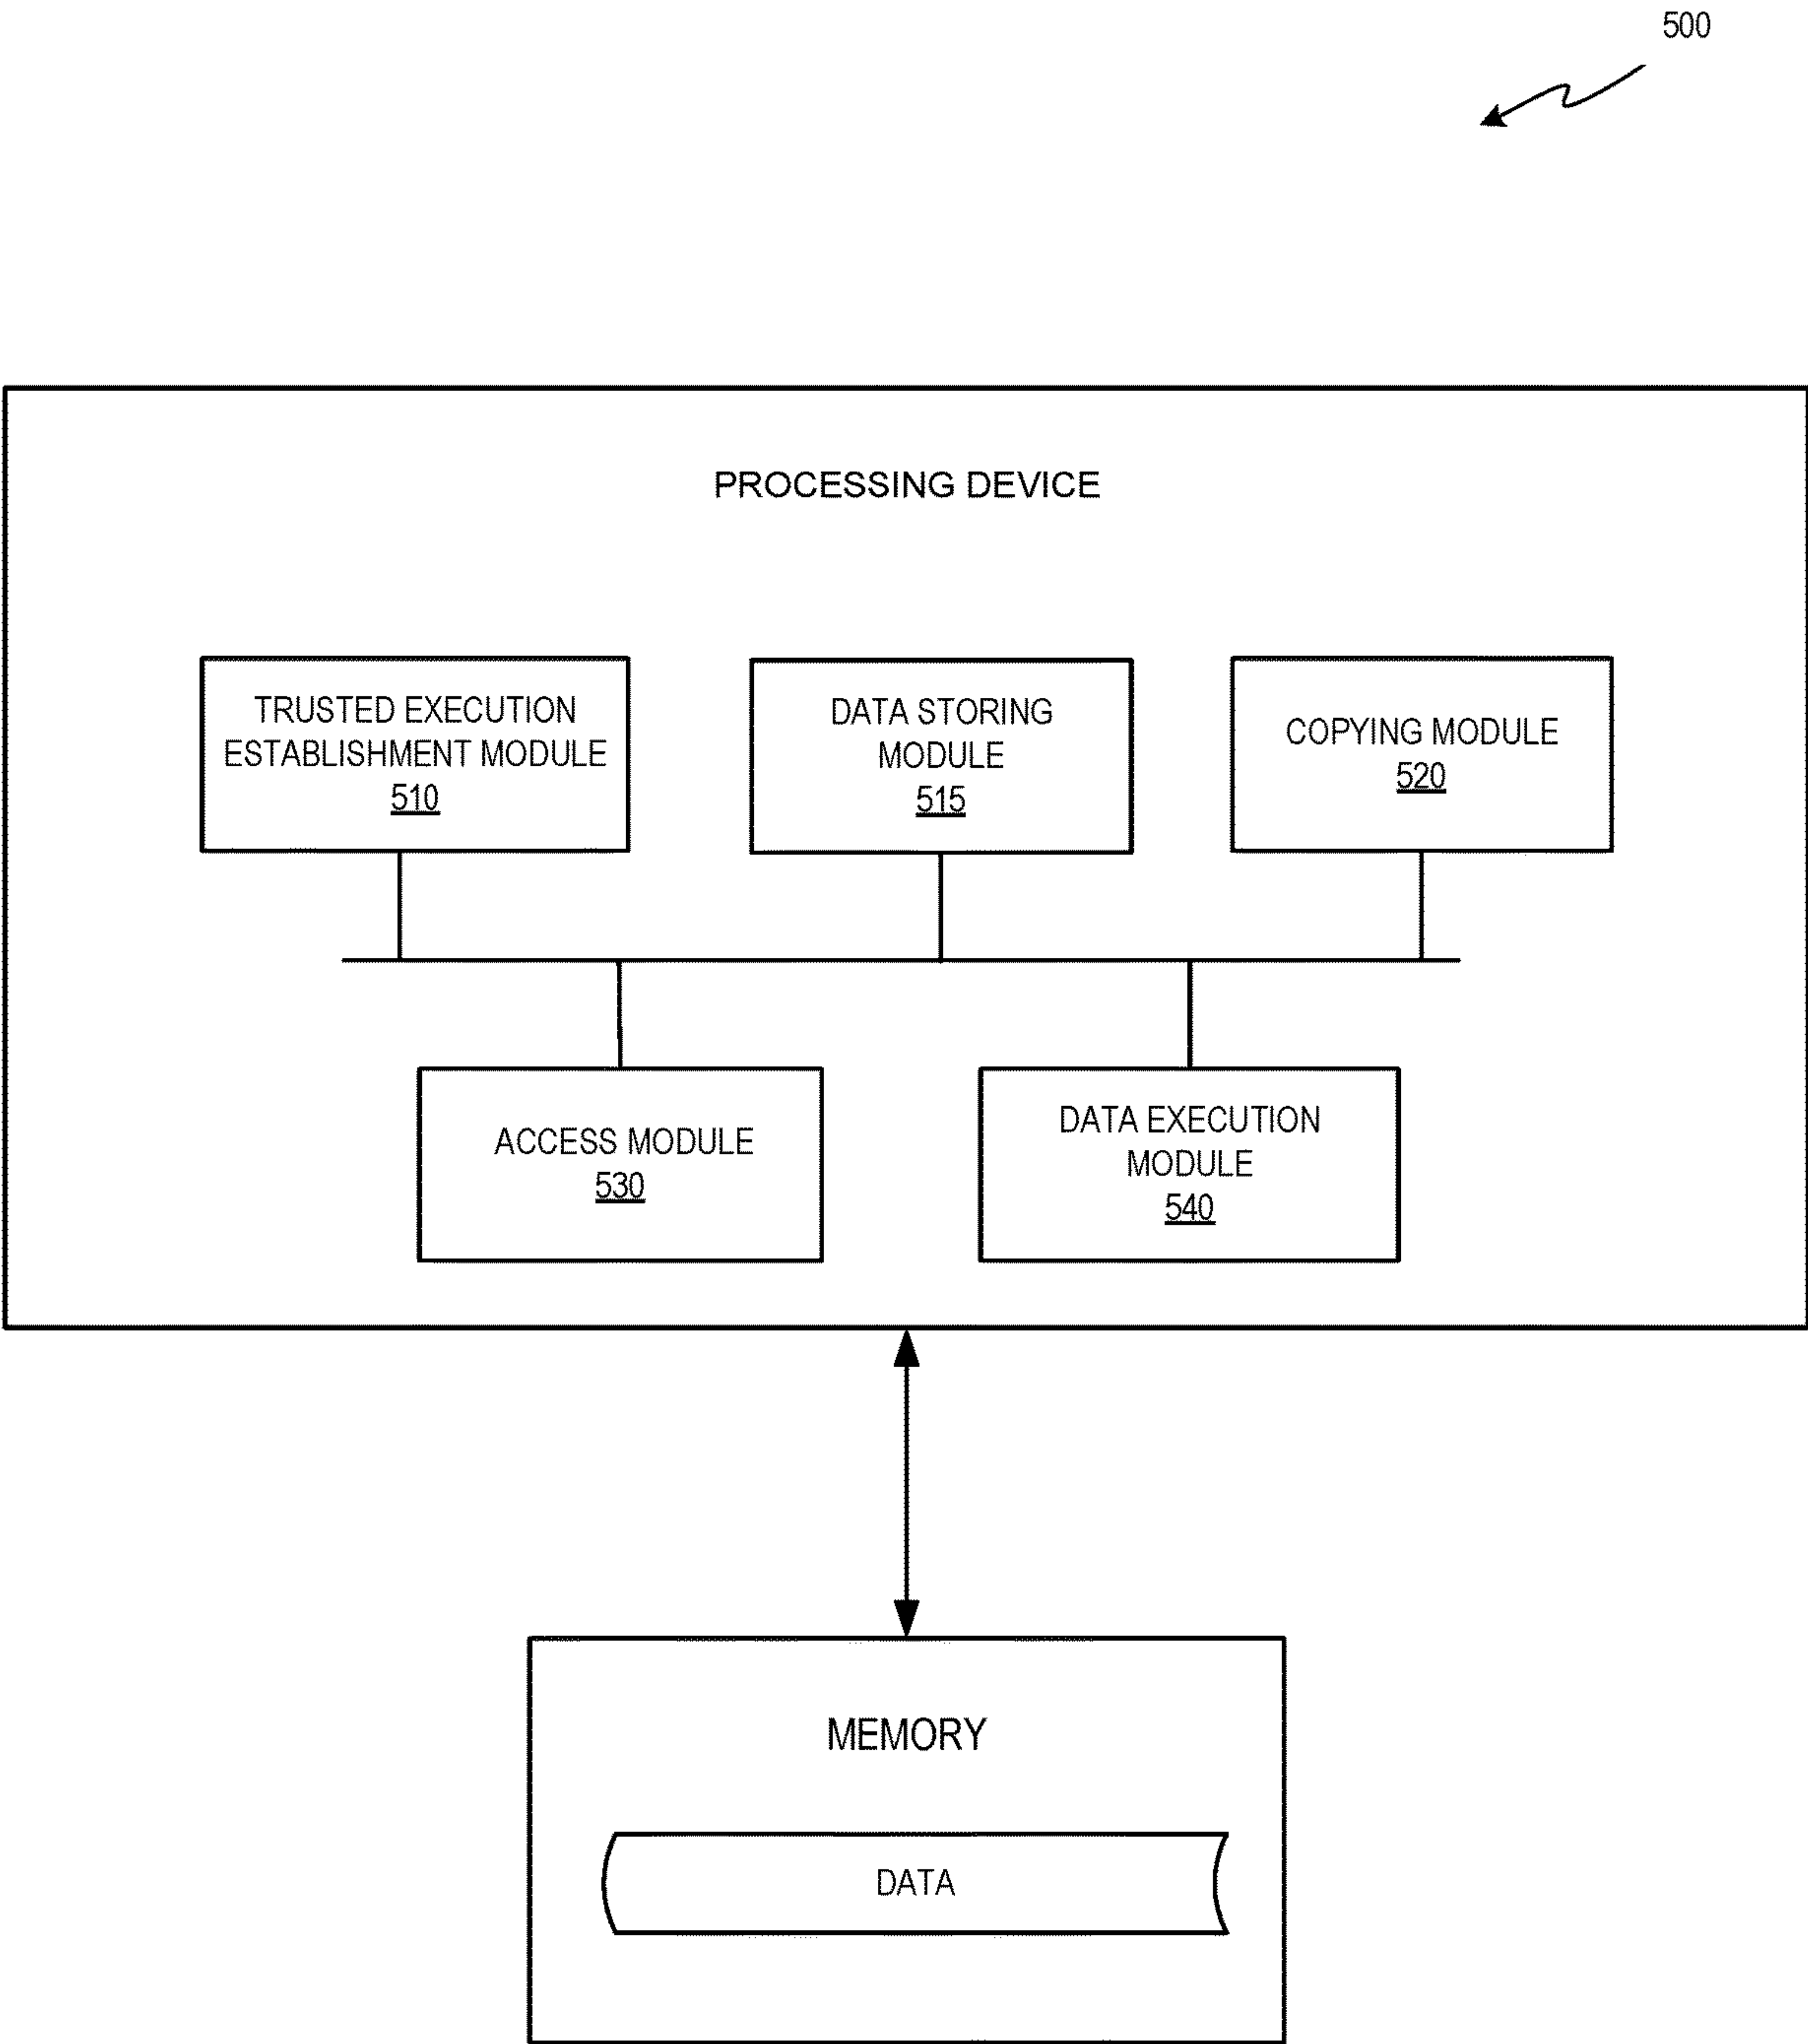 500
PROCESSING DEVICE
TRUSTED EXECUTION
ESTABLISHMENT MODULE
510
DATA STORING
MODULE
515
COPYING MODULE
520
ACCESS MODULE
530
DATA EXECUTION
MODULE
540
MEMORY
DATA